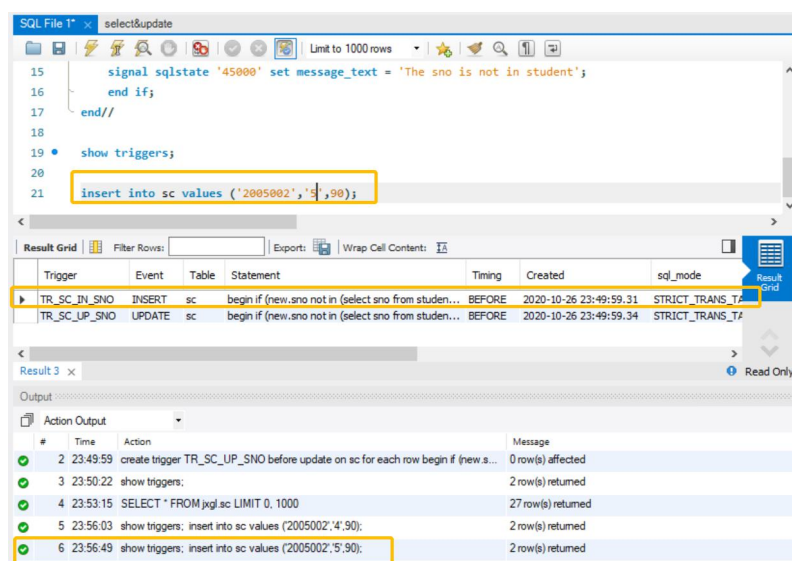 SQL File 1* × select&update
Limit to 1000 rows
15 signal sqlstate '45000' set message_text = 'The sno is not in student';
16 end if;
17 end//
18
19 show triggers;
20
21 insert into sc values ('2005002','5',90);
Result Grid Filter Rows: Export: Wrap Cell Content:
Trigger Event Table Statement Timing Created sql_mode
Result Grid
TR_SC_IN_SNO INSERT sc begin if (new.sno not in (select sno from studen... BEFORE 2020-10-26 23:49:59.31 STRICT_TRANS_TA
TR_SC_UP_SNO UPDATE sc begin if (new.sno not in (select sno from studen... BEFORE 2020-10-26 23:49:59.34 STRICT_TRANS_TA
Result 3 × Read Only
Output
Action Output
# Time Action Message
2 23:49:59 create trigger TR_SC_UP_SNO before update on sc for each row begin if (new.s... 0 row(s) affected
3 23:50:22 show triggers; 2 row(s) returned
4 23:53:15 SELECT * FROM jxgl.sc LIMIT 0, 1000 27 row(s) returned
5 23:56:03 show triggers; insert into sc values ('2005002','4',90); 2 row(s) returned
6 23:56:49 show triggers; insert into sc values ('2005002','5',90); 2 row(s) returned